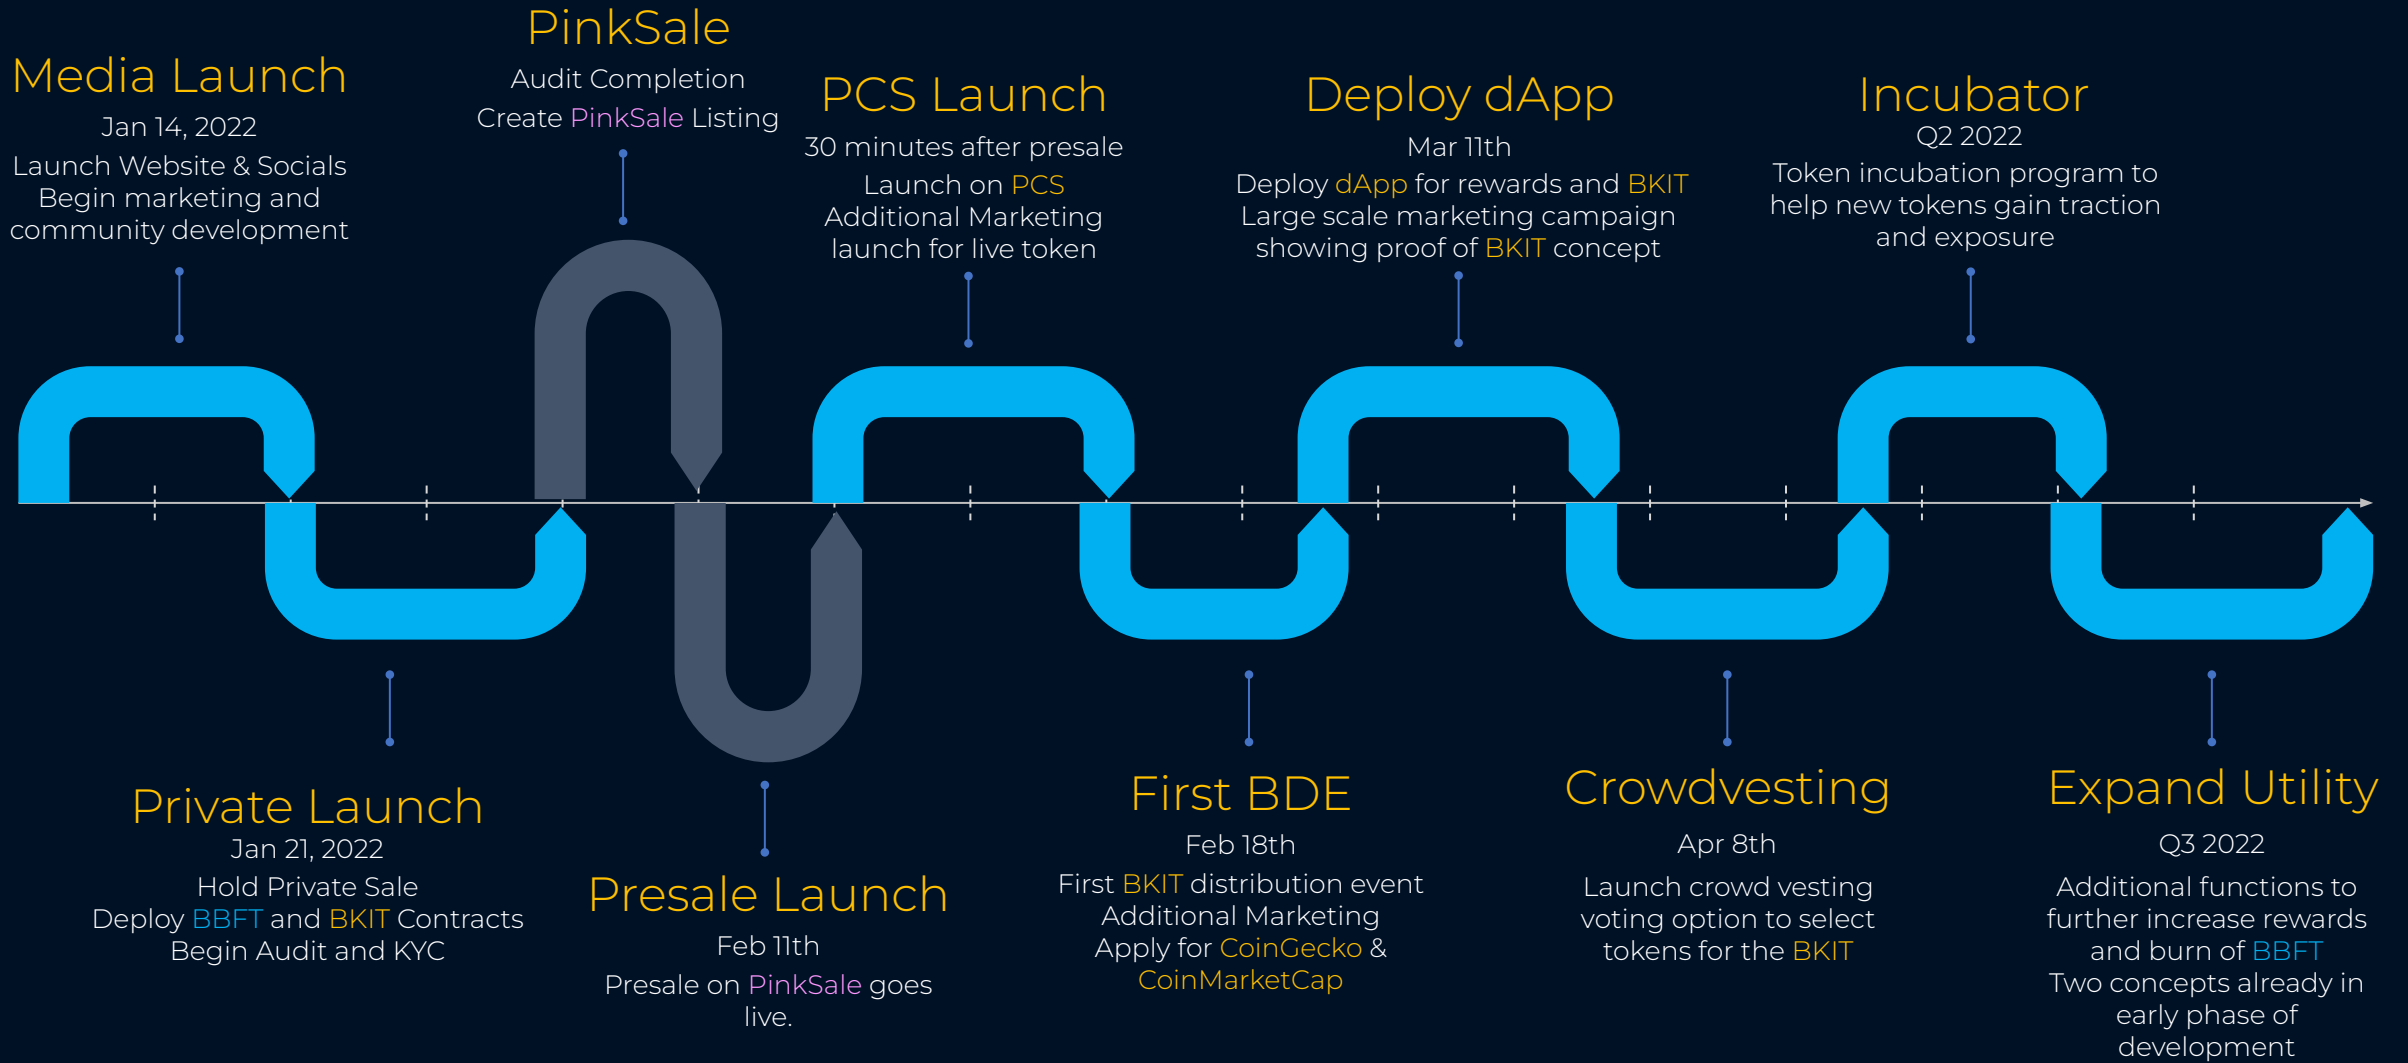 Media Launch
Jan 14, 2022
Launch Website & Socials
Begin marketing and
community development
Private Launch
Jan 21, 2022
Hold Private Sale
Deploy BBFT and BKIT Contracts
Begin Audit and KYC
PinkSale
Audit Completion
Create PinkSale Listing
Presale Launch
Feb 11th
Presale on PinkSale goes
live.
PCS Launch
30 minutes after presale
Launch on PCS
Additional Marketing
launch for live token
First BDE
Feb 18th
First BKIT distribution event
Additional Marketing
Apply for CoinGecko &
CoinMarketCap
Deploy dApp
Mar 11th
Deploy dApp for rewards and BKIT
Large scale marketing campaign
showing proof of BKIT concept
Crowdvesting
Apr 8th
Launch crowd vesting
voting option to select
tokens for the BKIT
Incubator
Q2 2022
Token incubation program to
help new tokens gain traction
and exposure
Expand Utility
Q3 2022
Additional functions to
further increase rewards
and burn of BBFT
Two concepts already in
early phase of
development